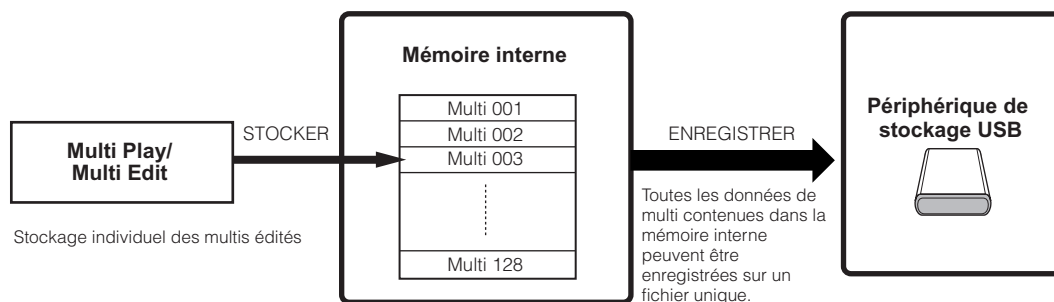 Multi Play/
Multi Edit
Stockage individuel des multis édités
STOCKER
Mémoire interne
Multi 001
Multi 002
Multi 003
Multi 128
ENREGISTRER
Toutes les données de
multi contenues dans la
mémoire interne
peuvent être
enregistrées sur un
fichier unique.
Périphérique de
stockage USB